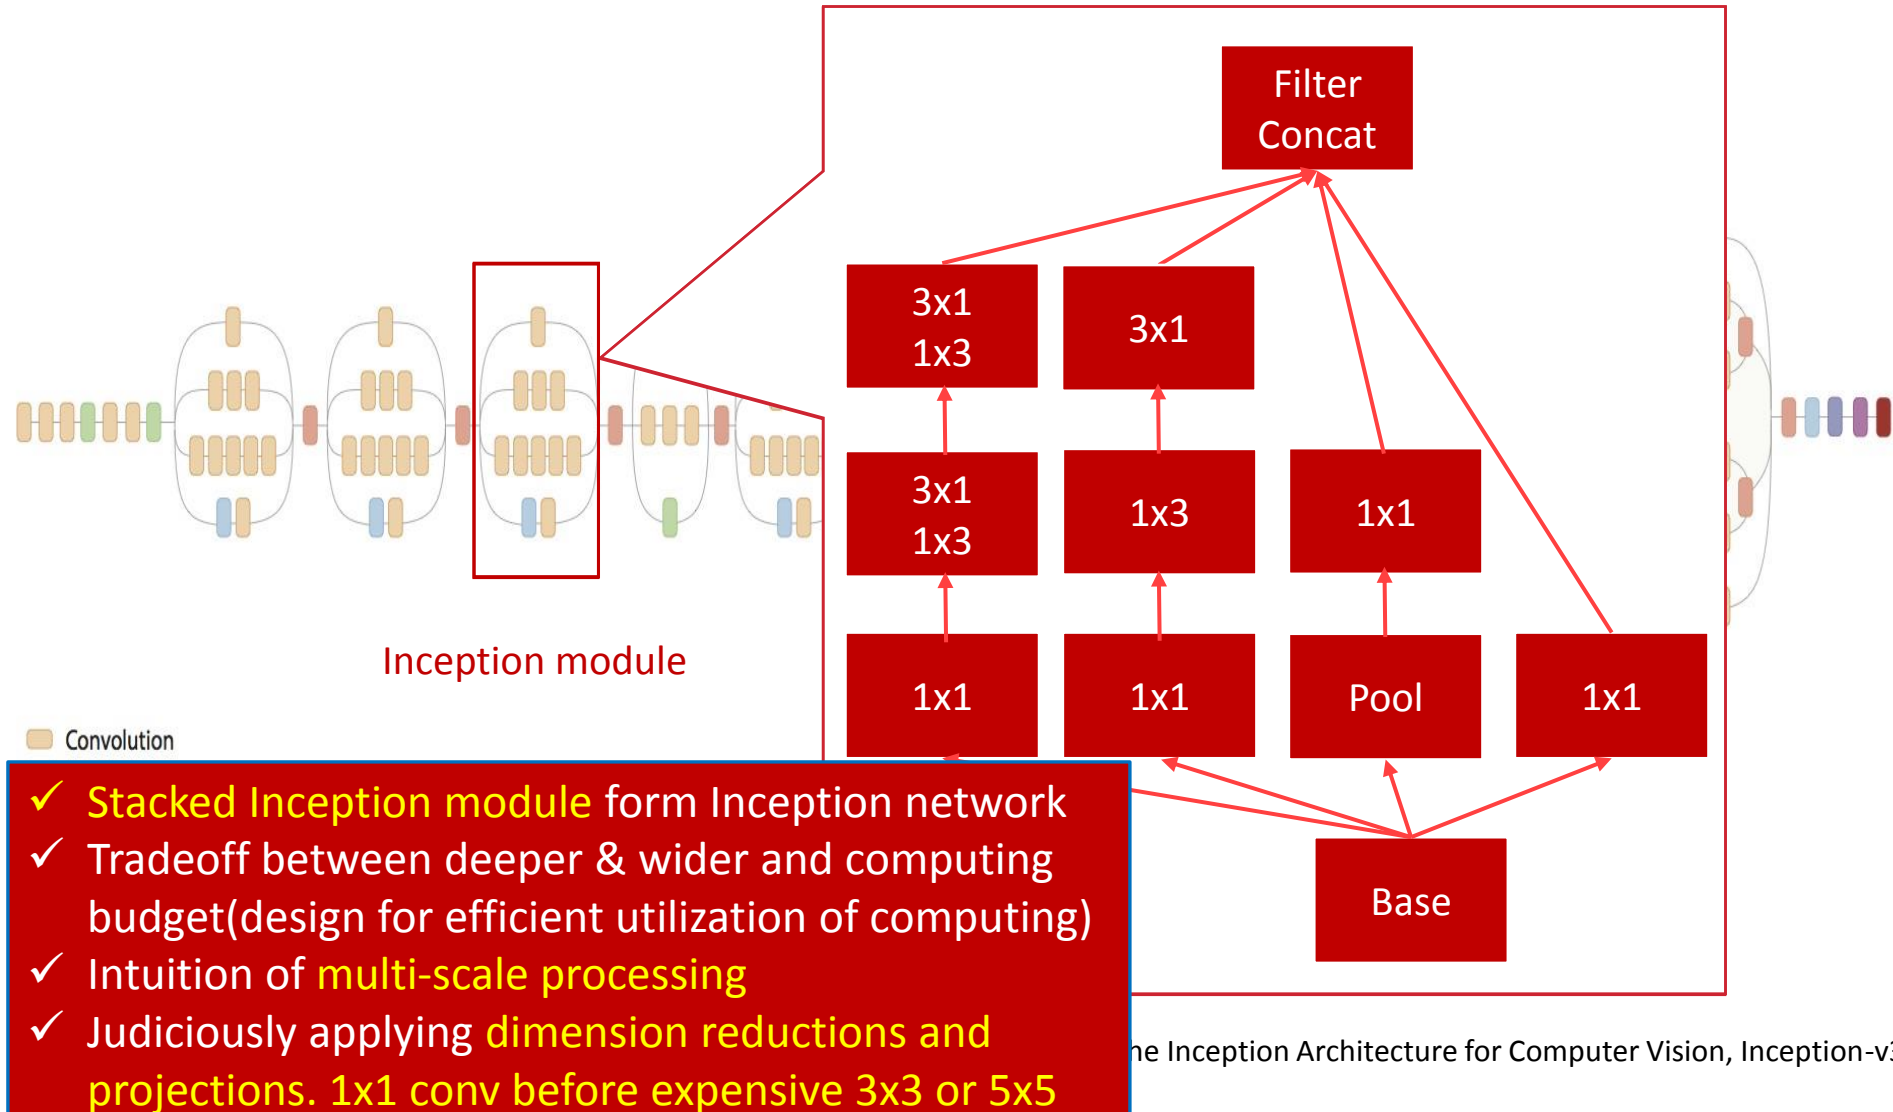 Filter
Concat
3x1
1x3
3x1
3x1
1x3
1x3
1x1
Inception module
1x1
1x1
Pool
1x1
Convolution
Base
✓ Stacked Inception module form Inception network
✓ Tradeoff between deeper & wider and computing
budget(design for efficient utilization of computing)
✓ Intuition of multi-scale processing
✓ Judiciously applying dimension reductions and
projections. 1x1 conv before expensive 3x3 or 5x5
Inception Architecture for Computer Vision,